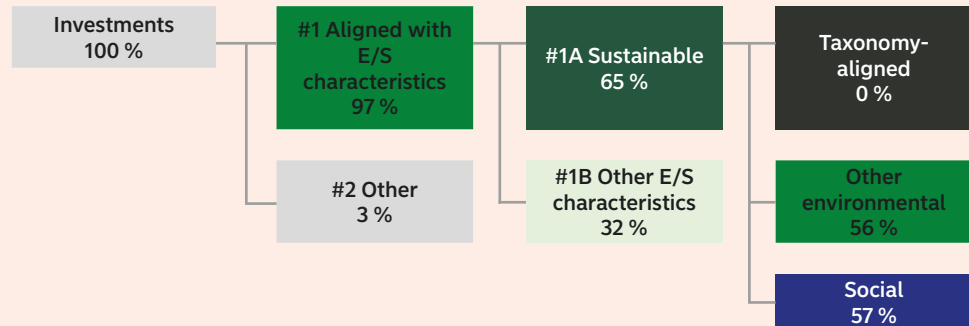 Investments
100 %
#1 Aligned with
E/S
characteristics
97 %
#1A Sustainable
65 %
Taxonomy-
aligned
0 %
#2 Other
3 %
#1B Other E/S
characteristics
32 %
Other
environmental
56 %
Social
57 %